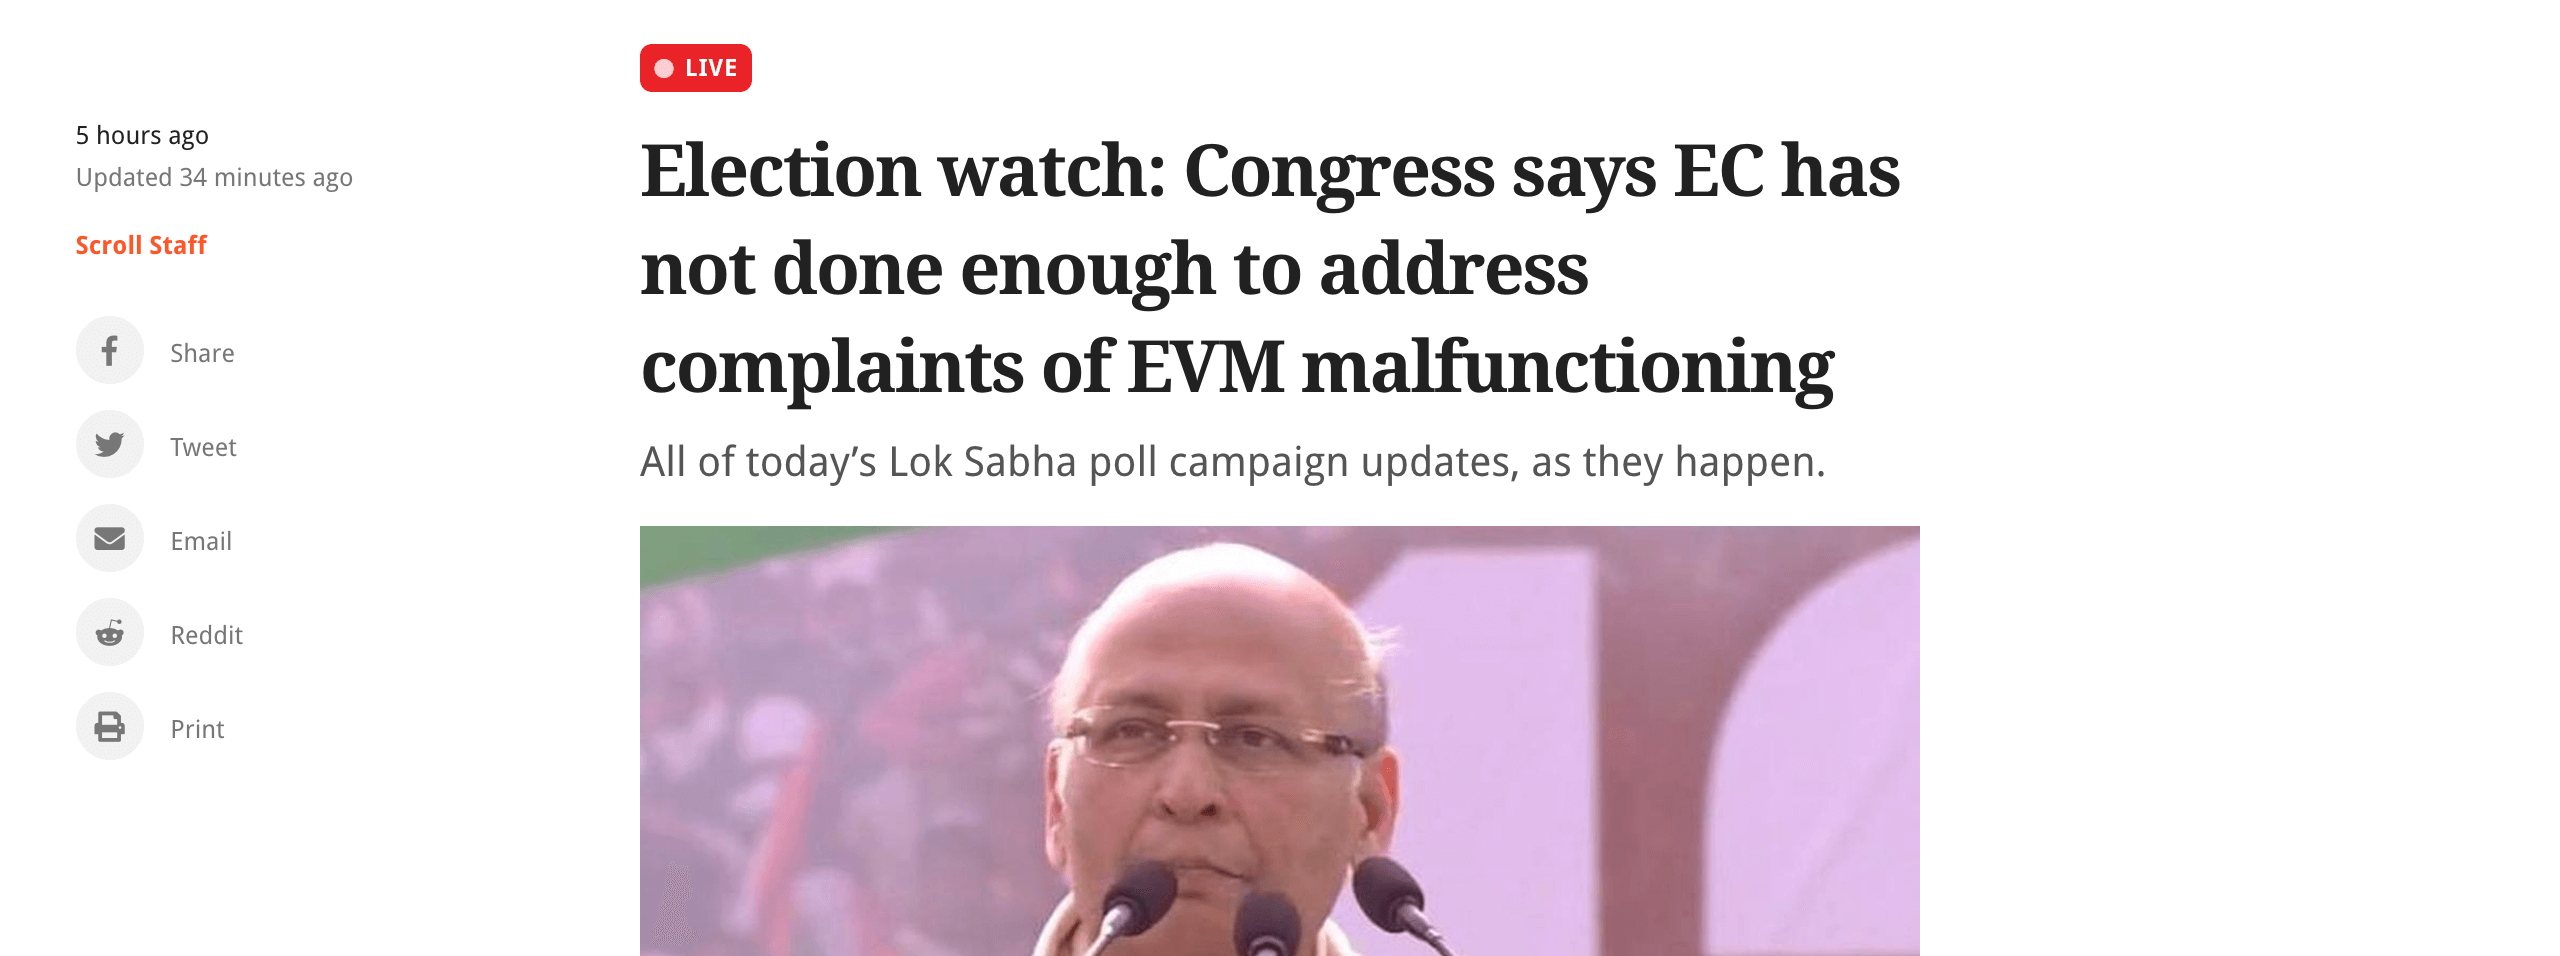 LIVE
5 hours ago
Updated 34 minutes ago
Scroll Staff
Share
Tweet
Email
Reddit
Print
Election watch: Congress says EC has
not done enough to address
complaints of EVM malfunctioning
All of today’s Lok Sabha poll campaign updates, as they happen.